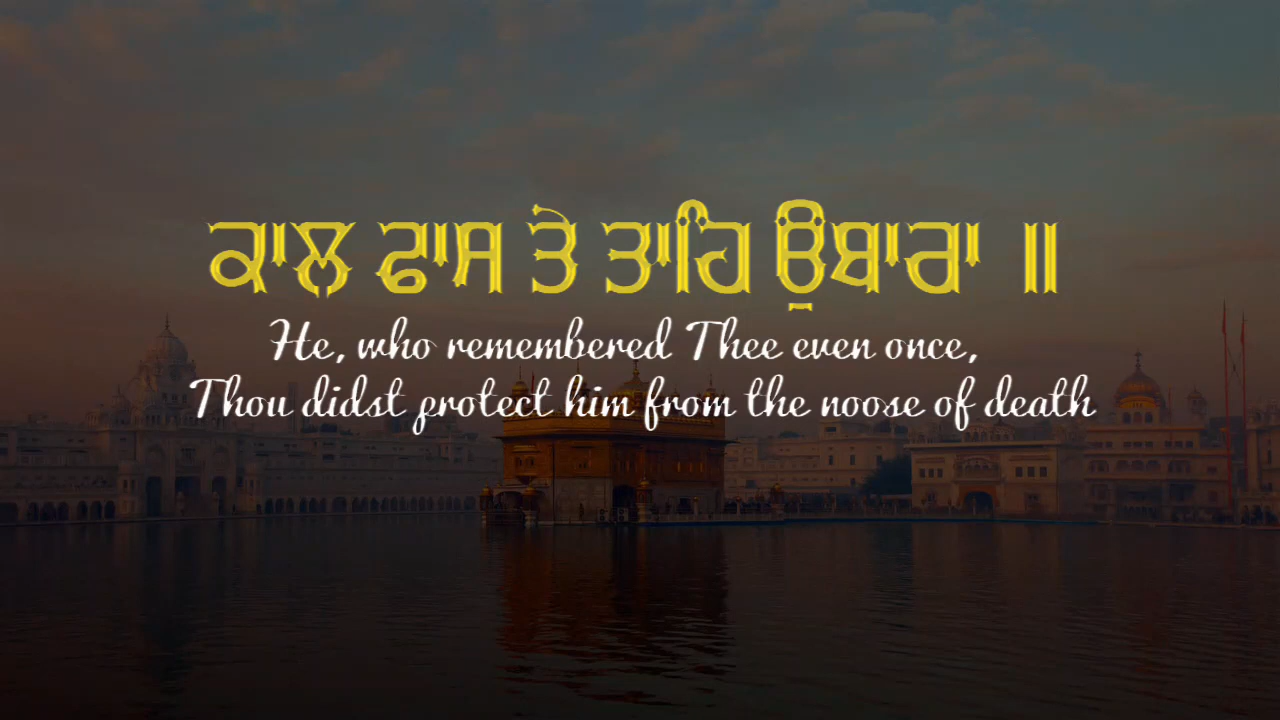 ਕਾਲ ਫਾਸ ਤੇ ਤਾਹਿ ਉਬਾਰਾ ॥
He, who remembered Thee even once,
Thou didst protect him from the noose of death